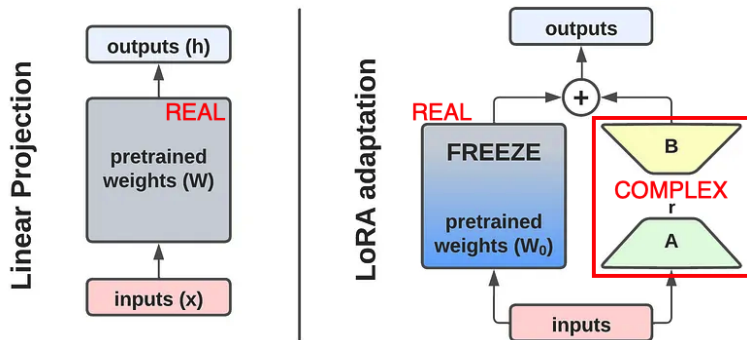 Linear Projection
outputs (h)
REAL
pretrained
weights (W)
inputs (x)
LoRA adaptation
outputs
+
REAL
FREEZE
pretrained
weights (W₀)
B
COMPLEX
r
A
inputs